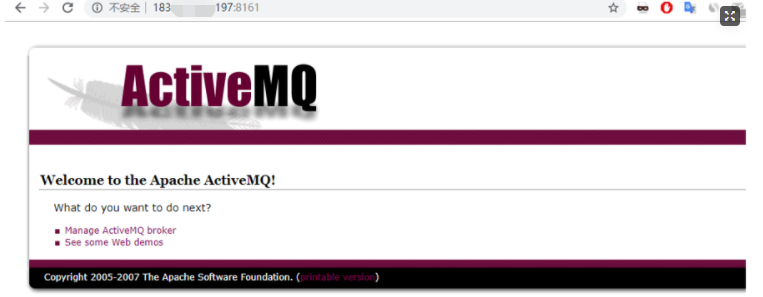 不安全 | 183 197:8161
ActiveMQ
Welcome to the Apache ActiveMQ!
What do you want to do next?
Manage ActiveMQ broker
See some Web demos
Copyright 2005-2007 The Apache Software Foundation. (printable version)